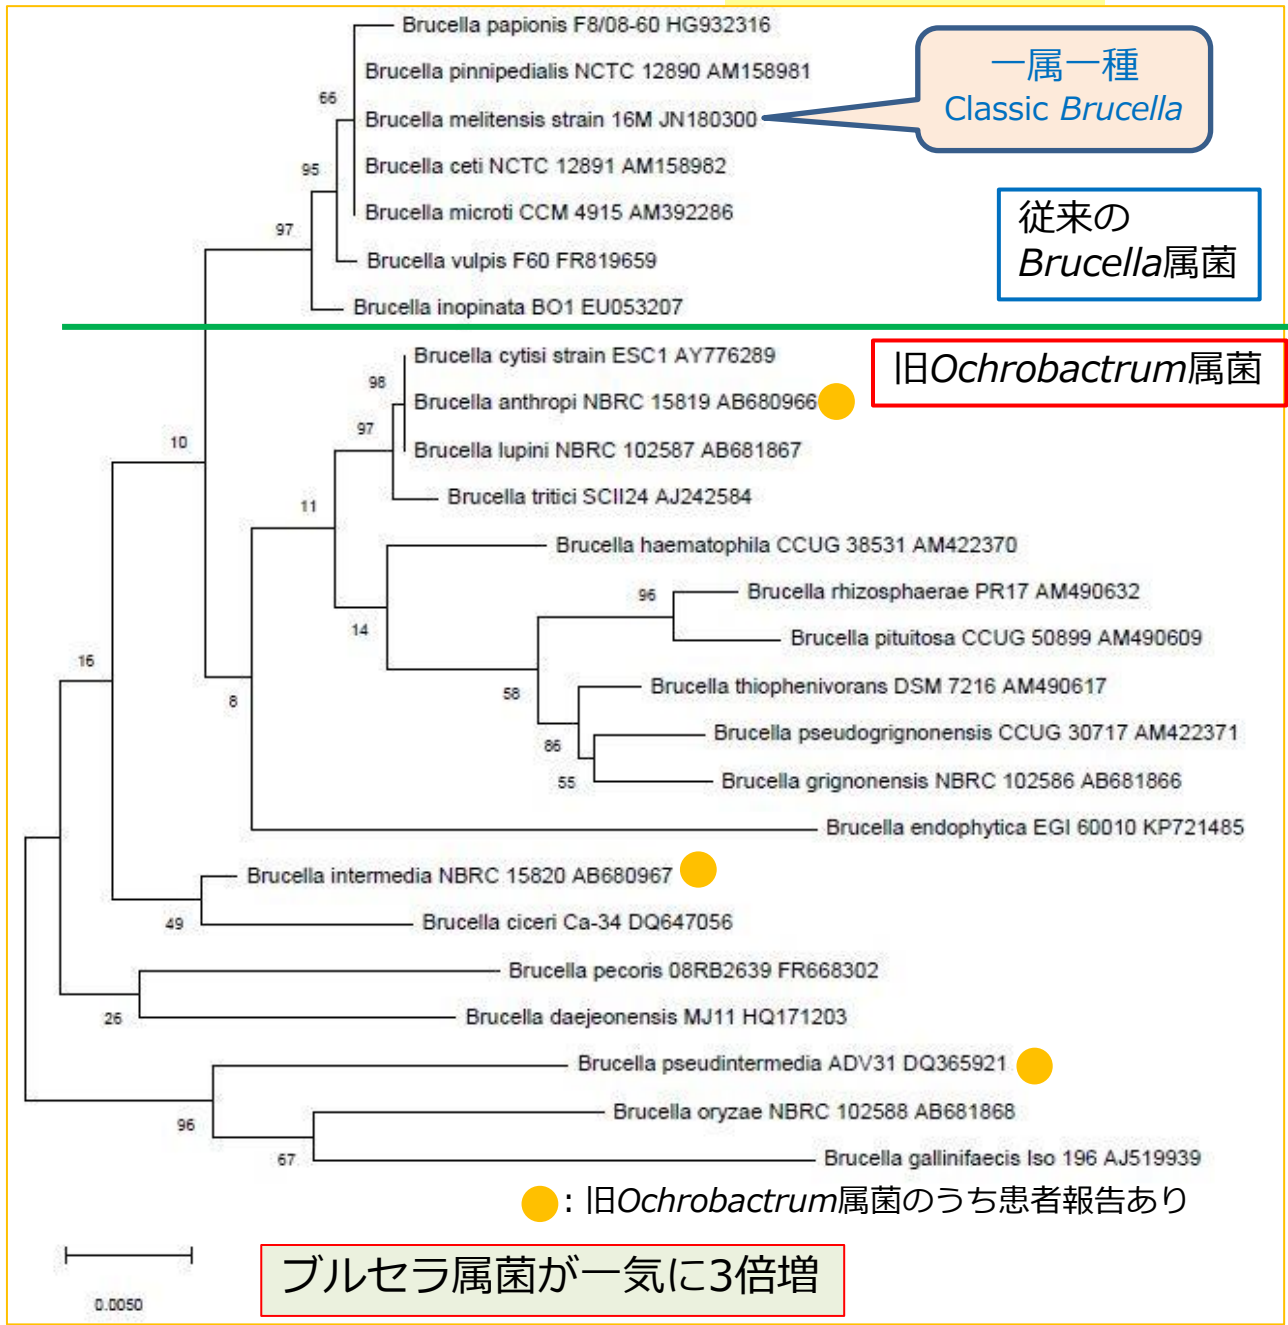 Brucella papionis F8/08-60 HG932316
一属一種
Classic Brucella
Brucella pinnipedialis NCTC 12890 AM158981
66
Brucella melitensis strain 16M JN180300
95
Brucella ceti NCTC 12891 AM158982
Brucella microti CCM 4915 AM392286
従来の
Brucella属菌
97
Brucella vulpis F60 FR819659
Brucella inopinata BO1 EU053207
Brucella cytisi strain ESC1 AY776289
旧Ochrobactrum属菌
98
Brucella anthropi NBRC 15819 AB680966
97
10
Brucella lupini NBRC 102587 AB681867
Brucella tritici SCII24 AJ242584
11
Brucella haematophila CCUG 38531 AM422370
96
Brucella rhizosphaerae PR17 AM490632
14
Brucella pituitosa CCUG 50899 AM490609
16
Brucella thiophenivorans DSM 7216 AM490617
58
8
Brucella pseudogrignonensis CCUG 30717 AM422371
86
55
Brucella grignonensis NBRC 102586 AB681866
Brucella endophytica EGI 60010 KP721485
Brucella intermedia NBRC 15820 AB680967
49
Brucella ciceri Ca-34 DQ647056
Brucella pecoris 08RB2639 FR668302
26
Brucella daejeonensis MJ11 HQ171203
Brucella pseudintermedia ADV31 DQ365921
Brucella oryzae NBRC 102588 AB681868
96
67
Brucella gallinifaecis Iso 196 AJ519939
: 旧Ochrobactrum属菌のうち患者報告あり
ブルセラ属菌が一気に3倍増
0.0050